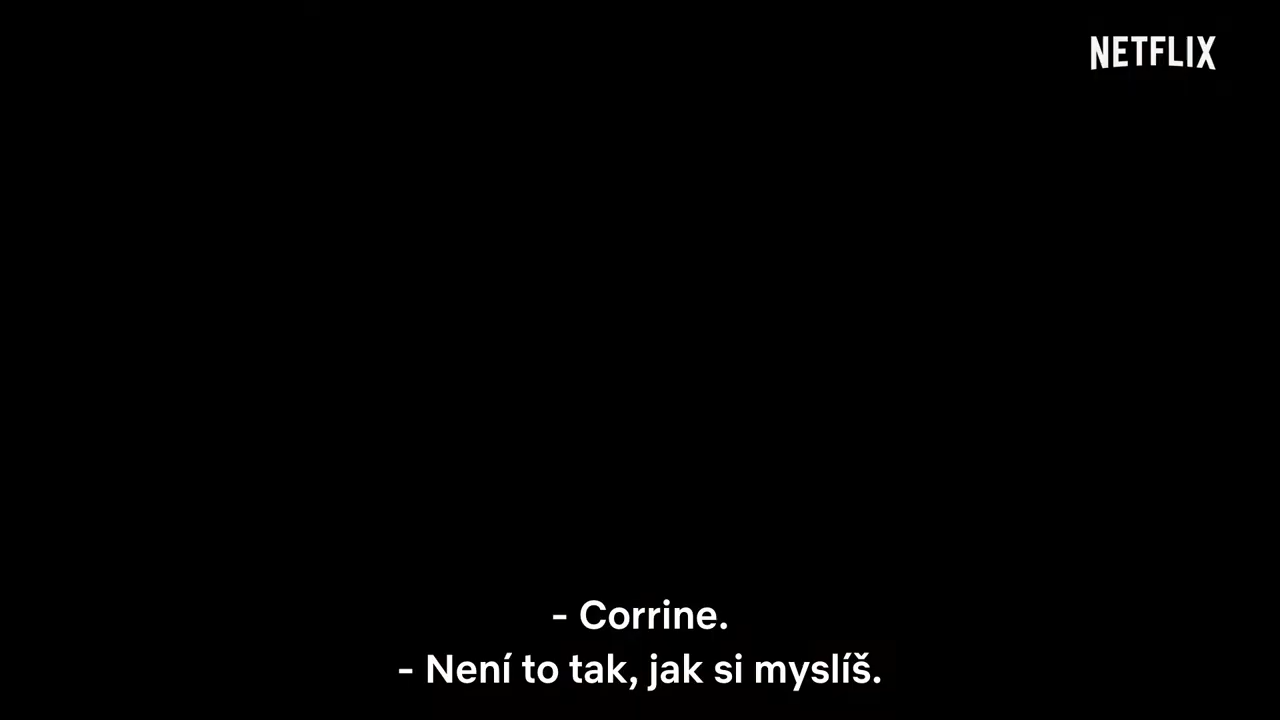 NETFLIX
- Corrine.
- Není to tak, jak si myslíš.